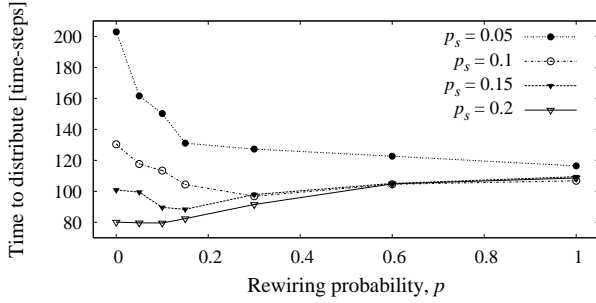 Time to distribute [time-steps]
200
180
160
140
120
100
80
0
0.2
0.4
0.6
0.8
1
Rewiring probability, p
p_s = 0.05
p_s = 0.1
p_s = 0.15
p_s = 0.2